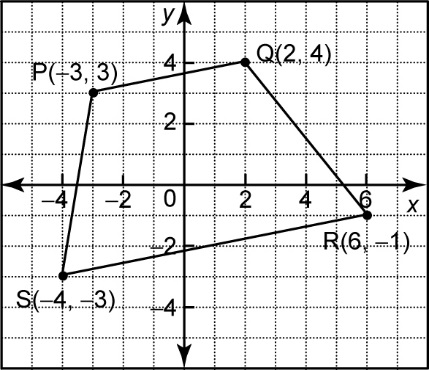 y
4
Q(2, 4)
P(–3, 3)
2
–4 –2 0 2 4 6 x
–2
R(6, –1)
S(–4, –3)
–4